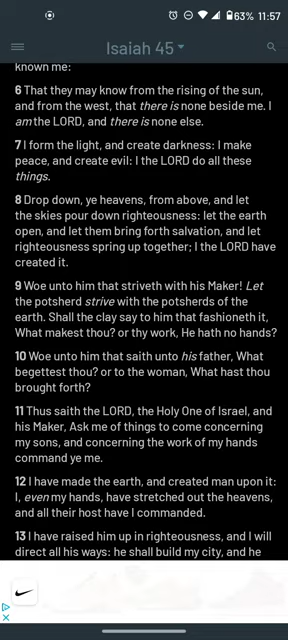 63% 11:57
Isaiah 45
known me:
6 That they may know from the rising of the sun,
and from the west, that there is none beside me. I
am the LORD, and there is none else.
7 I form the light, and create darkness: I make
peace, and create evil: I the LORD do all these
things.
8 Drop down, ye heavens, from above, and let
the skies pour down righteousness: let the earth
open, and let them bring forth salvation, and let
righteousness spring up together; I the LORD have
created it.
9 Woe unto him that striveth with his Maker! Let
the potsherd strive with the potsherds of the
earth. Shall the clay say to him that fashioneth it,
What makest thou? or thy work, He hath no hands?
10 Woe unto him that saith unto his father, What
begettest thou? or to the woman, What hast thou
brought forth?
11 Thus saith the LORD, the Holy One of Israel, and
his Maker, Ask me of things to come concerning
my sons, and concerning the work of my hands
command ye me.
12 I have made the earth, and created man upon it:
I, even my hands, have stretched out the heavens,
and all their host have I commanded.
13 I have raised him up in righteousness, and I will
direct all his ways: he shall build my city, and he